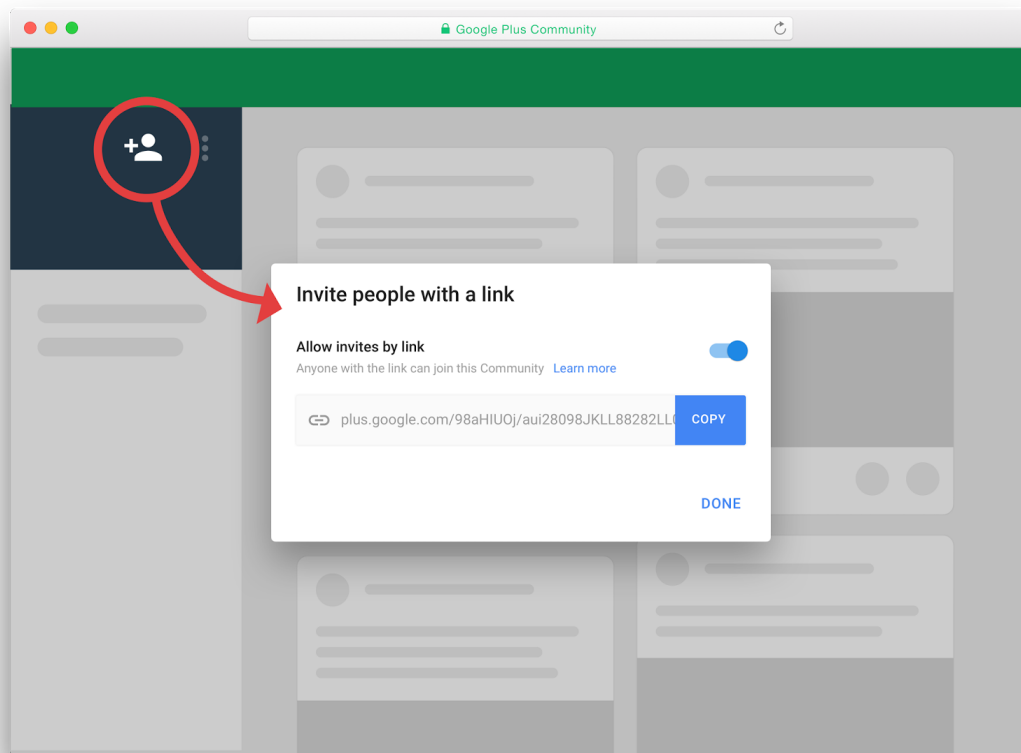 Google Plus Community
Invite people with a link
Allow invites by link
Anyone with the link can join this Community Learn more
plus.google.com/98aHIUOj/aui28098JKLL88282LL
COPY
DONE